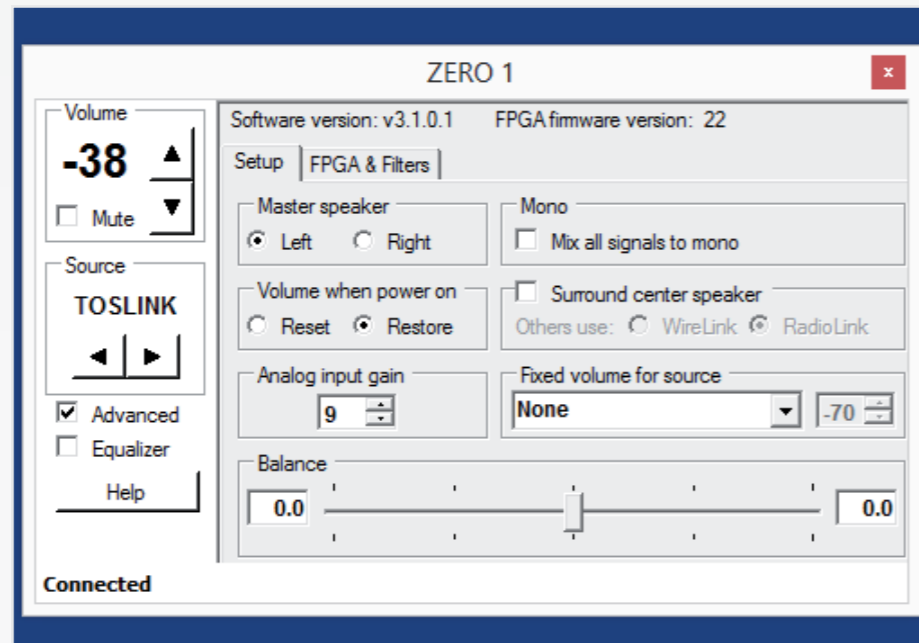 ZERO 1
x
Volume
-38
Mute
Source
TOSLINK
Advanced
Equalizer
Help
Software version: v3.1.0.1 FPGA firmware version: 22
Setup FPGA & Filters
Master speaker
Left Right
Mono
Mix all signals to mono
Volume when power on
Reset Restore
Surround center speaker
Others use: WireLink RadioLink
Analog input gain
9
Fixed volume for source
None -70
Balance
0.0 0.0
Connected